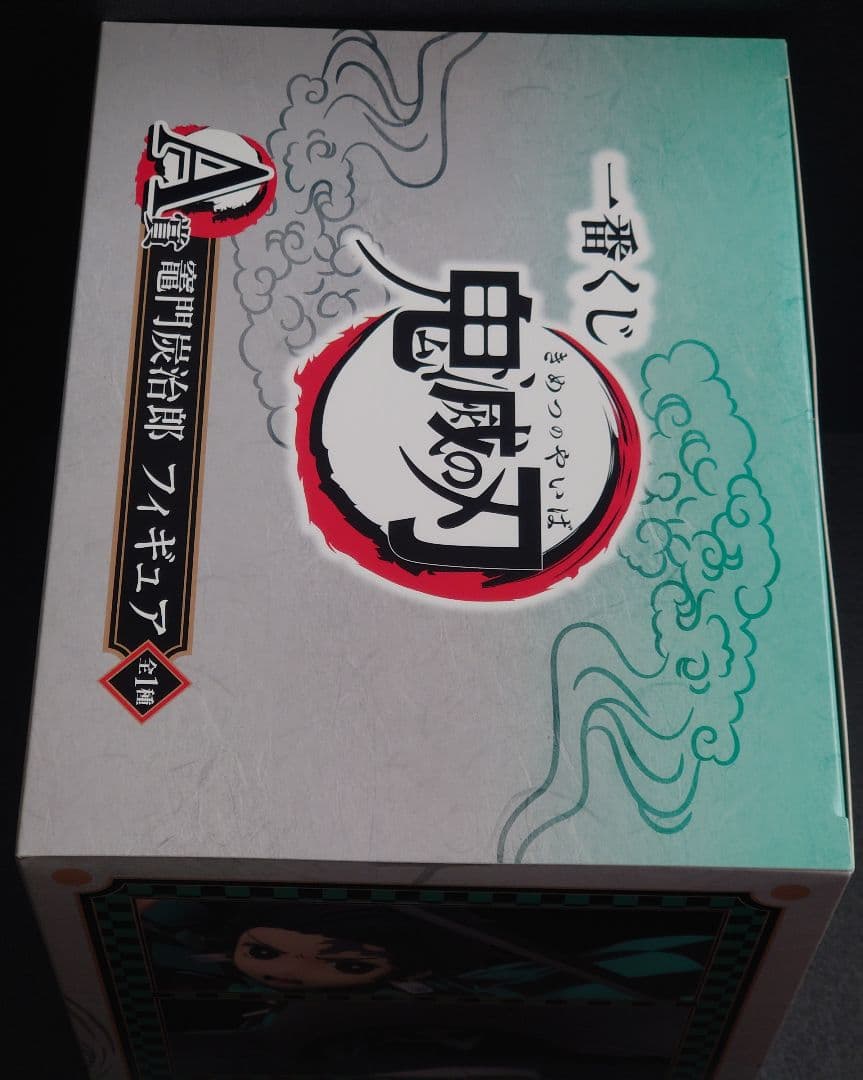 一番くじ
きめつのやいば
鬼滅の刃
A賞
竈門炭治郎 フィギュア
全1種